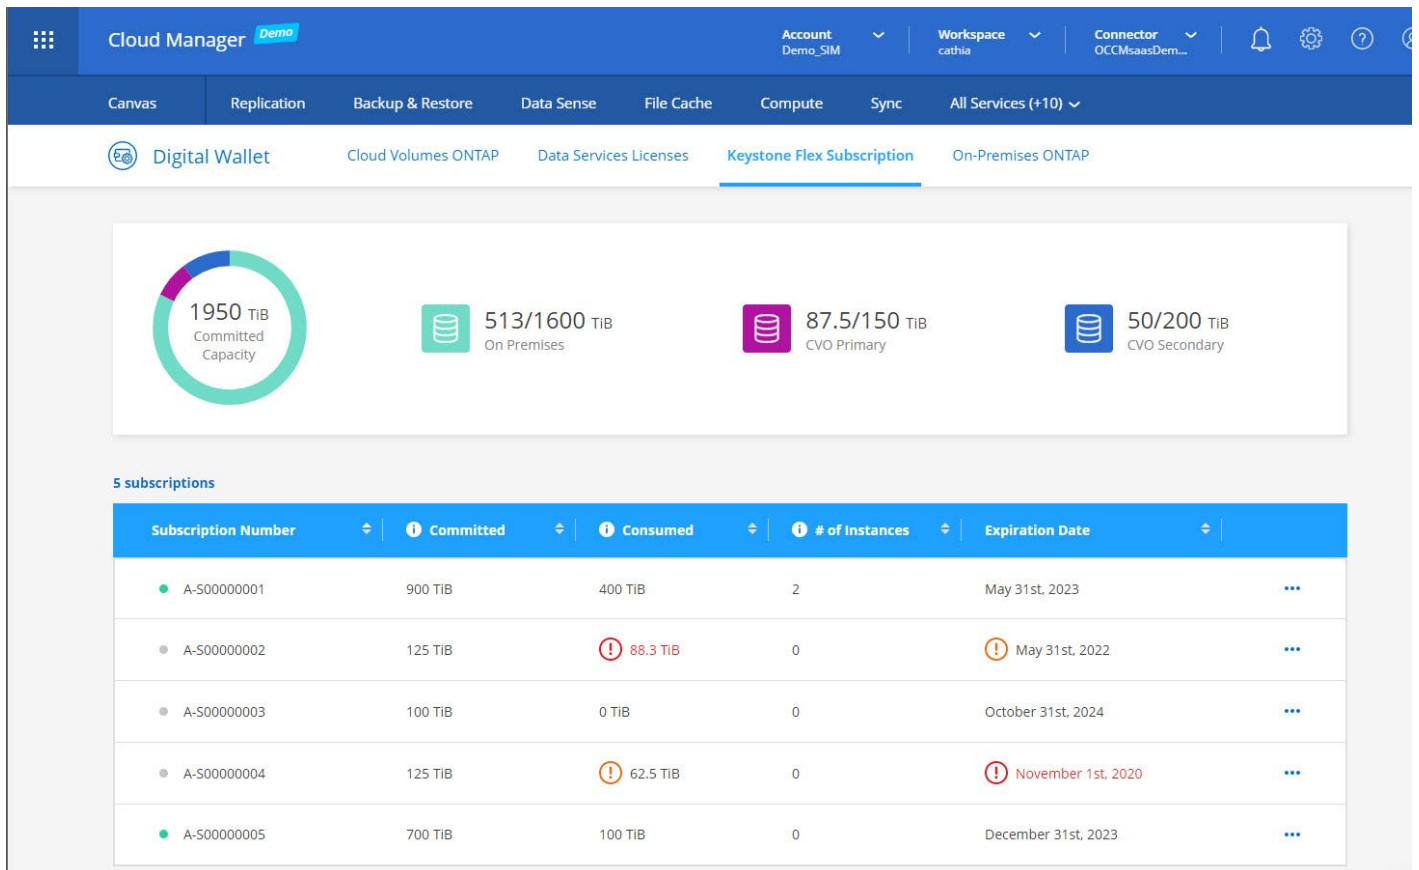 Cloud Manager Demo
Account
Demo_SIM
Workspace
cathia
Connector
OCCMsaasDem...
Canvas Replication Backup & Restore Data Sense File Cache Compute Sync All Services (+10)
Digital Wallet Cloud Volumes ONTAP Data Services Licenses Keystone Flex Subscription On-Premises ONTAP
1950 TiB
Committed
Capacity
513/1600 TiB
On Premises
87.5/150 TiB
CVO Primary
50/200 TiB
CVO Secondary
5 subscriptions
Subscription Number Committed Consumed # of Instances Expiration Date
A-S00000001 900 TiB 400 TiB 2 May 31st, 2023
A-S00000002 125 TiB 88.3 TiB 0 May 31st, 2022
A-S00000003 100 TiB 0 TiB 0 October 31st, 2024
A-S00000004 125 TiB 62.5 TiB 0 November 1st, 2020
A-S00000005 700 TiB 100 TiB 0 December 31st, 2023